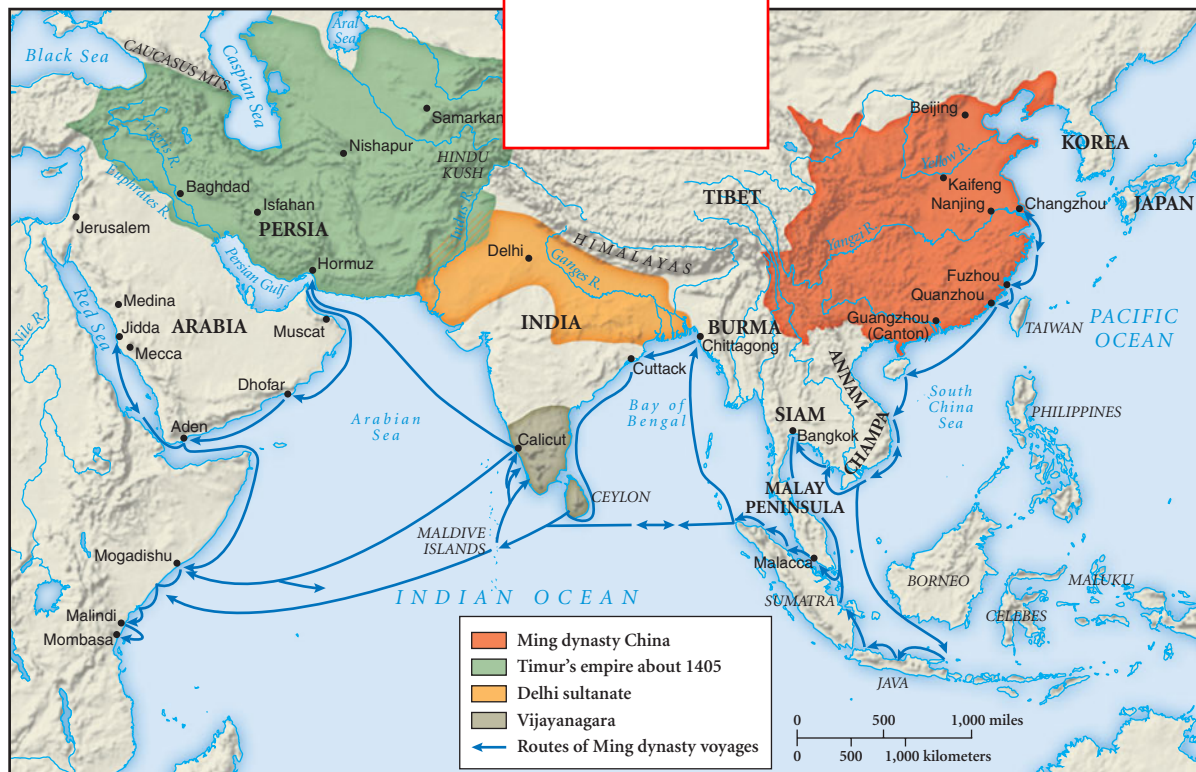 Black Sea
CAUCASUS MTS.
Caspian Sea
Aral
Sea
Samarkan
Nishapur
HINDU
KUSH
Tigris R.
Euphrates R.
Baghdad
Isfahan
PERSIA
Jerusalem
Indus R.
Persian Gulf
Hormuz
Nile R.
Red Sea
Medina
Jidda
Mecca
ARABIA
Muscat
Dhofar
Aden
Arabian
Sea
Delhi
HIMALAYAS
Ganges R.
INDIA
TIBET
BURMA
Chittagong
Cuttack
Bay of
Bengal
Calicut
CEYLON
MALDIVE
ISLANDS
Beijing
Yellow R.
Kaifeng
Nanjing
Changzhou
Yangzi R.
KOREA
JAPAN
Fuzhou
Quanzhou
Guangzhou
(Canton)
TAIWAN
PACIFIC
OCEAN
ANNAM
SIAM
Bangkok
CHAMPA
South
China
Sea
PHILIPPINES
MALAY
PENINSULA
Malacca
SUMATRA
BORNEO
CELEBES
MALUKU
JAVA
Mogadishu
Malindi
Mombasa
INDIAN OCEAN
Ming dynasty China
Timur's empire about 1405
Delhi sultanate
Vijayanagara
Routes of Ming dynasty voyages
0 500 1,000 miles
0 500 1,000 kilometers